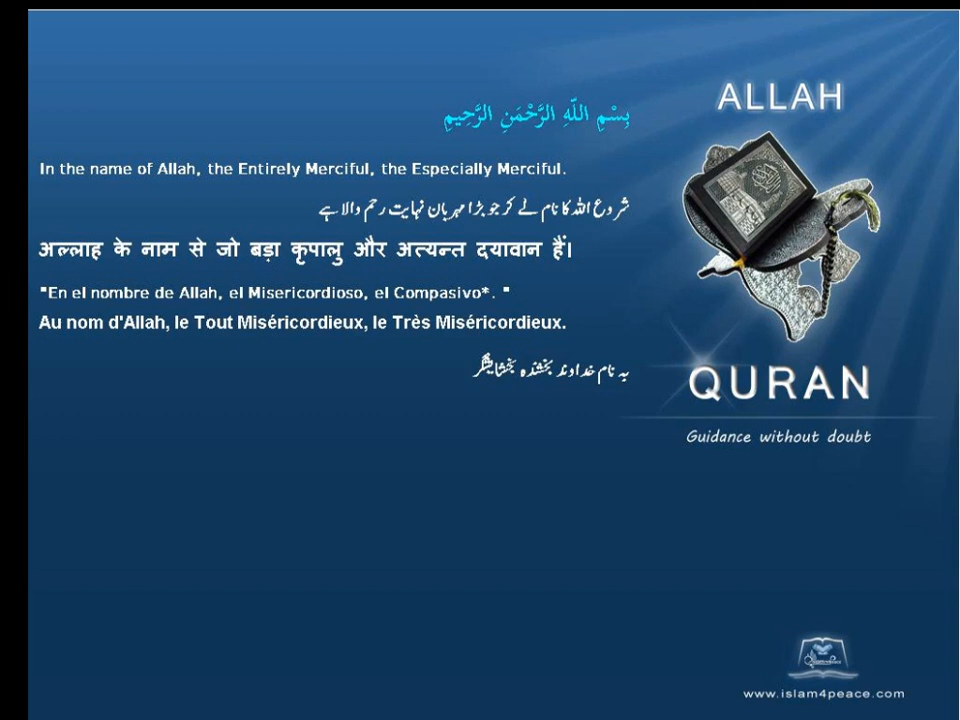 بِسْمِ اللّهِ الرَّحْمَنِ الرَّحِيمِ
In the name of Allah, the Entirely Merciful, the Especially Merciful.
شروع الله کا نام لے کر جو بڑا مہربان نہایت رحم والا ہے
अल्लाह के नाम से जो बड़ा कृपालु और अत्यन्त दयावान हैं।
"En el nombre de Allah, el Misericordioso, el Compasivo*. "
Au nom d'Allah, le Tout Miséricordieux, le Très Miséricordieux.
به نام خداوند بخشنده بخشایشگر
ALLAH
QURAN
Guidance without doubt
www.islam4peace.com